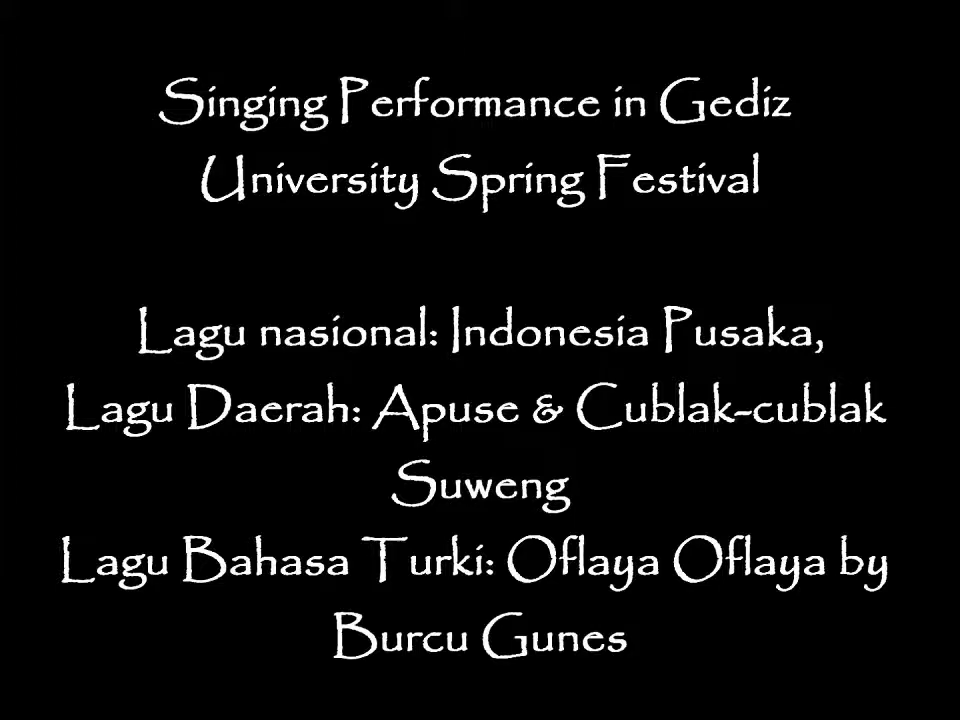 Singing Performance in Gediz
University Spring Festival
Lagu nasional: Indonesia Pusaka,
Lagu Daerah: Apuse & Cublak-cublak
Suweng
Lagu Bahasa Turki: Oflaya Oflaya by
Burcu Gunes